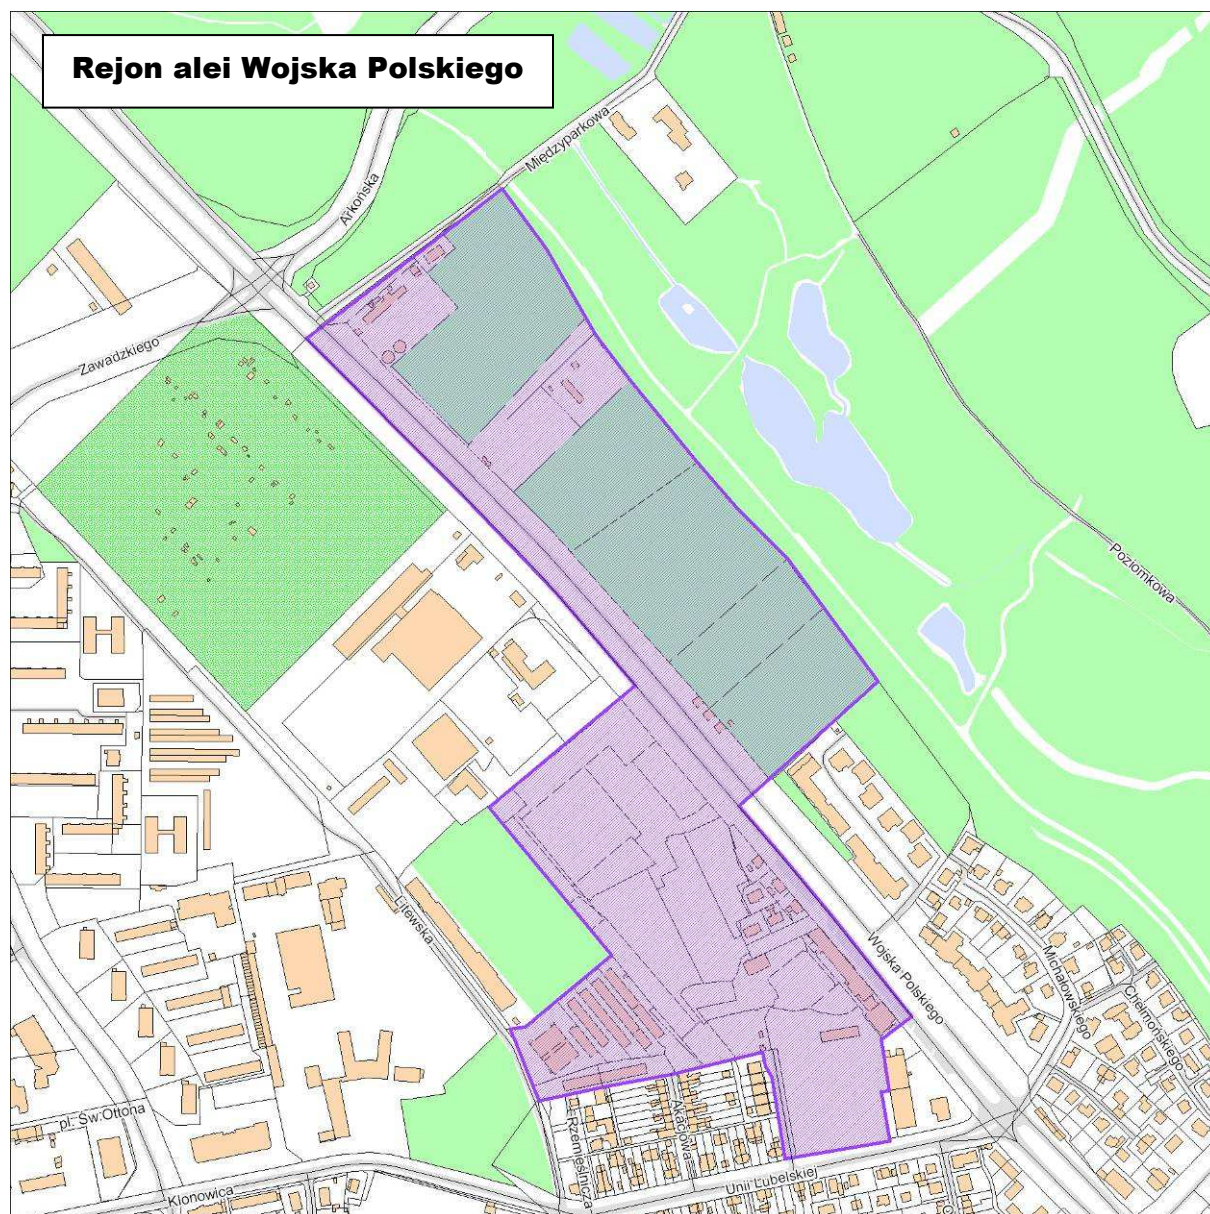 Rejon alei Wojska Polskiego
Międzyparkowa
Arkońska
Zawadzkiego
Poziomkowa
Litewska
Wojska Polskiego
Michałowskiego
Chełmońskiego
pl. Św.Ottona
Akacjowa
Rzemieślnicza
Unii Lubelskiej
Klonowica